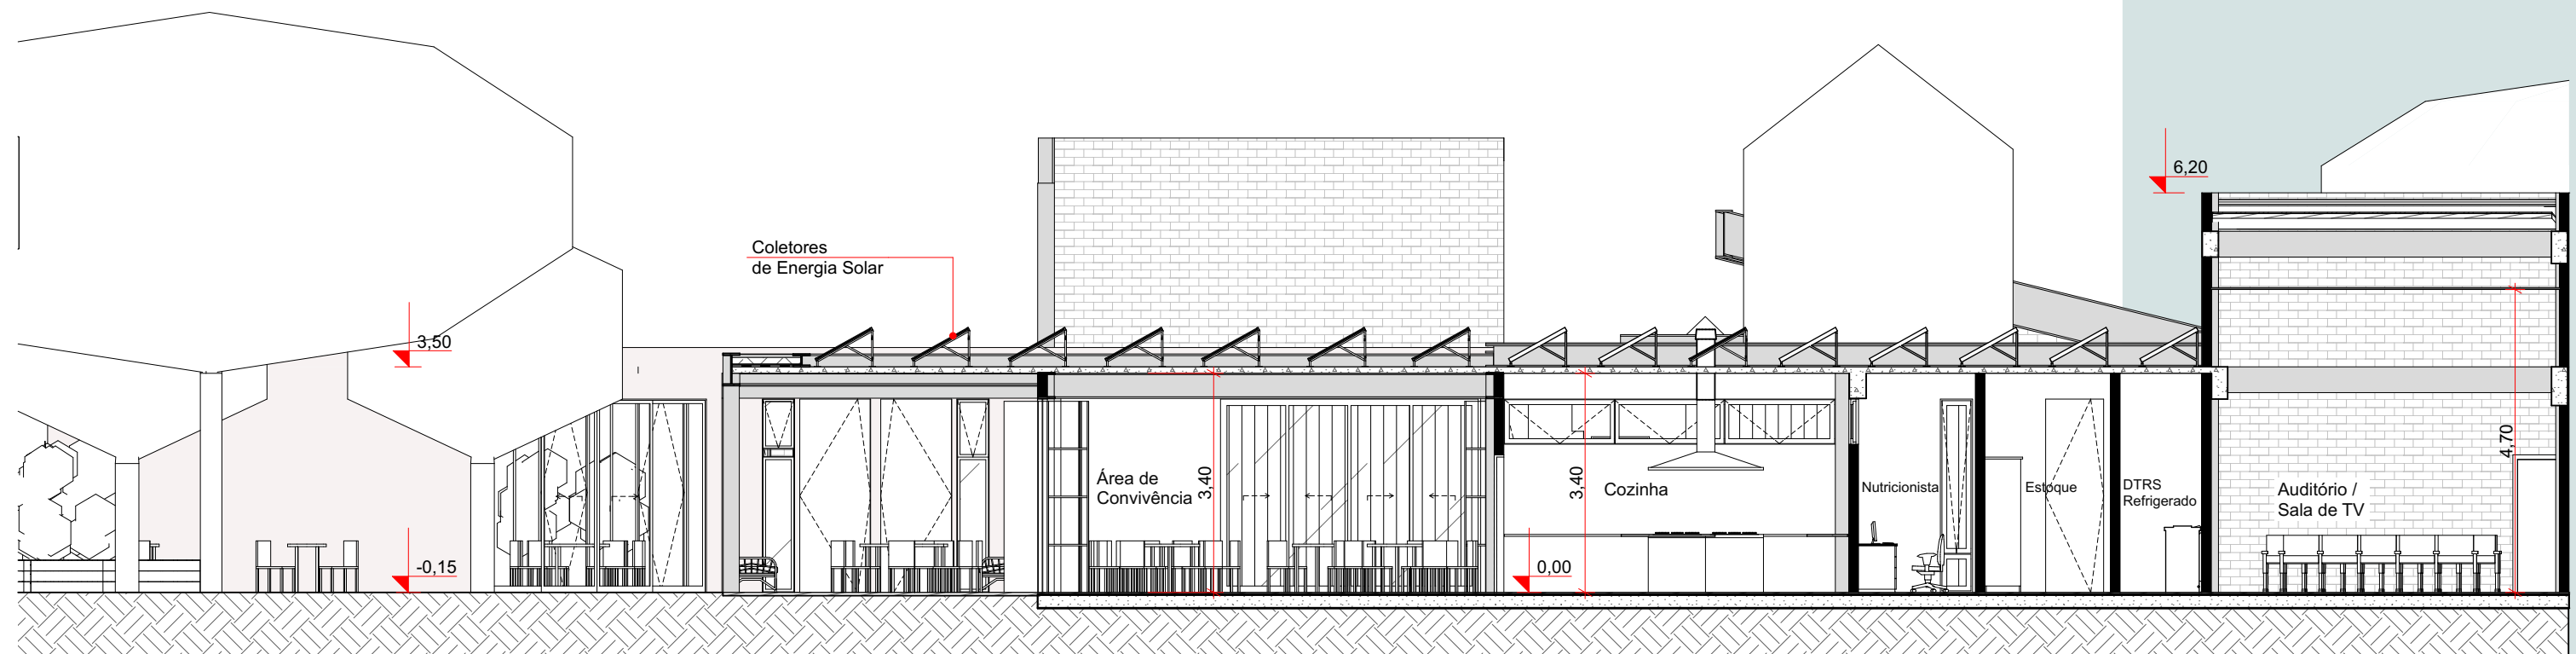 6,20
Coletores
de Energia Solar
3,50
Área de
Convivência
3,40
3,40
Cozinha
Nutricionista
Estoque
DTRS
Refrigerado
Auditório /
Sala de TV
4,70
-0,15
0,00